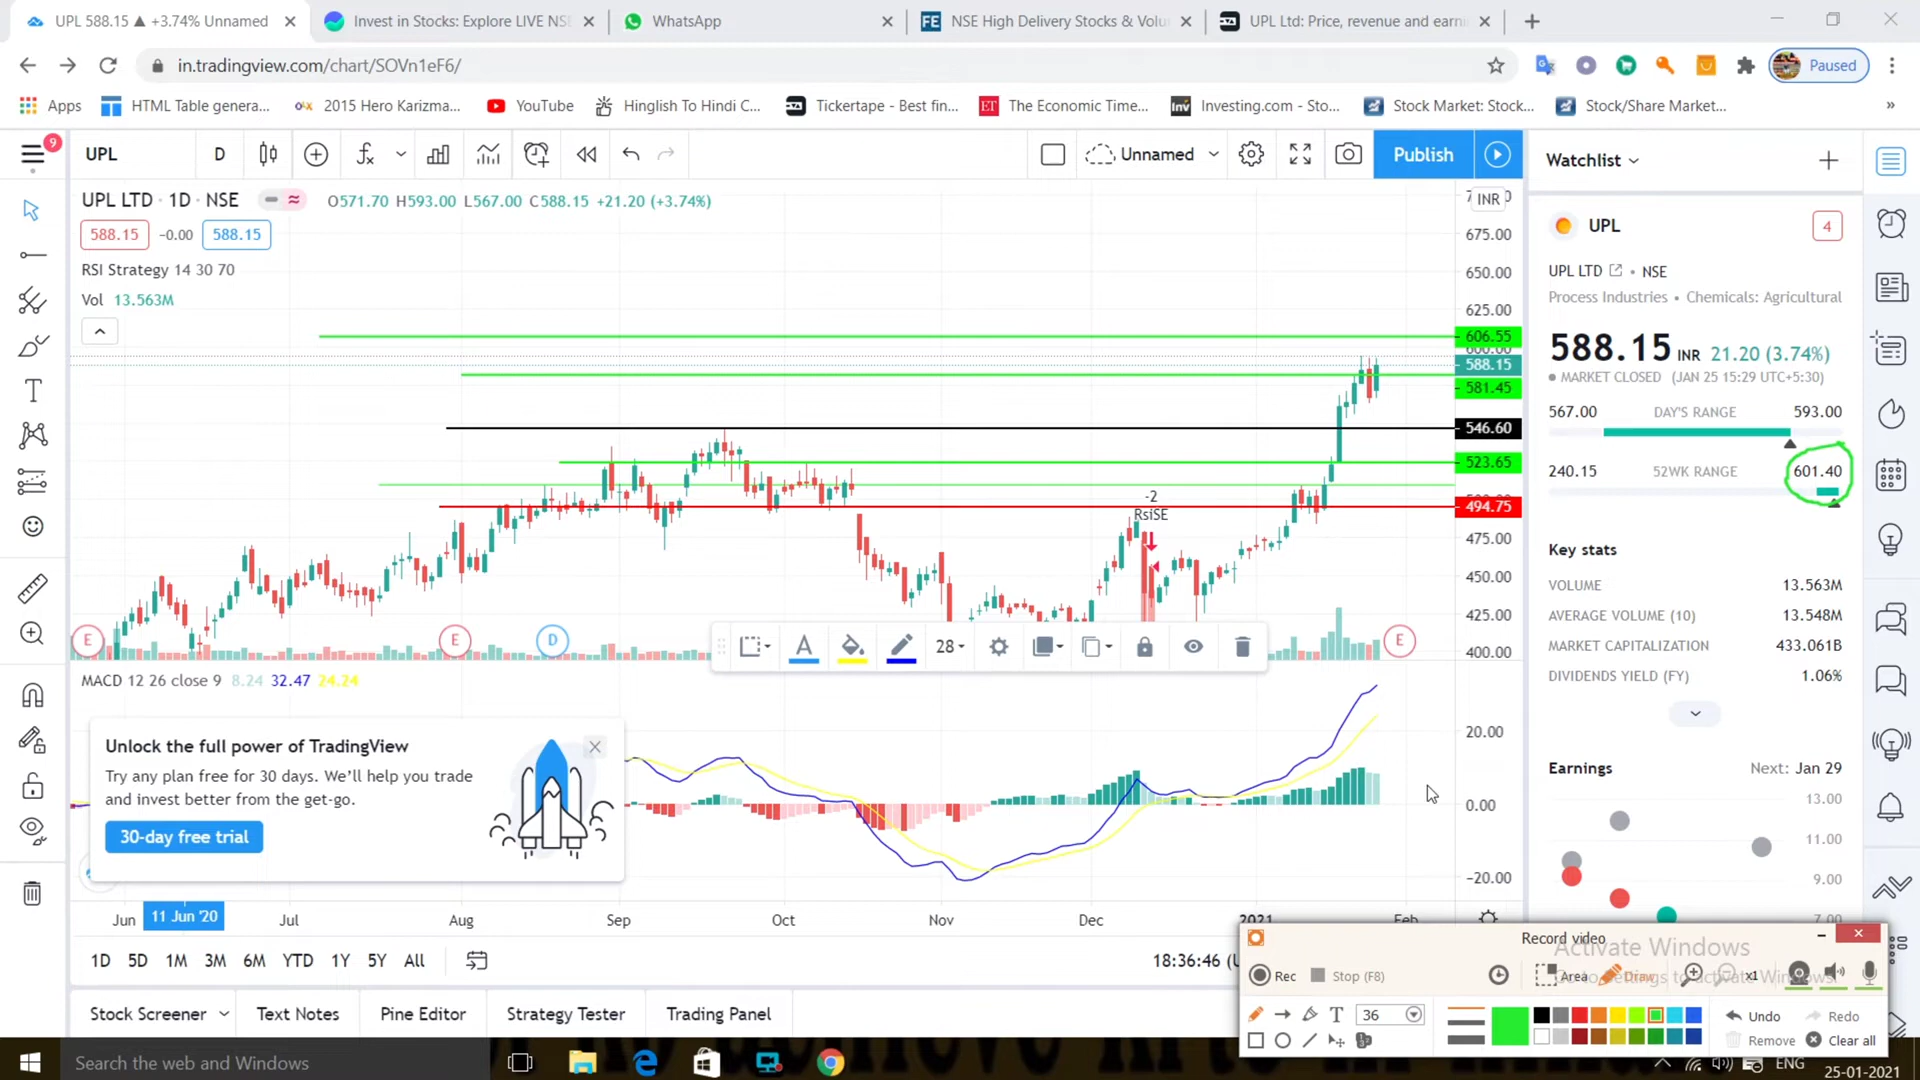 UPL 588.15 ▲ +3.74% Unnamed
Invest in Stocks: Explore LIVE NSE
WhatsApp
NSE High Delivery Stocks & Volu
UPL Ltd: Price, revenue and earni
in.tradingview.com/chart/SOVn1eF6/
Paused
Apps
HTML Table genera...
2015 Hero Karizma...
YouTube
Hinglish To Hindi C...
Tickertape - Best fin...
The Economic Time...
Investing.com - Sto...
Stock Market: Stock...
Stock/Share Market...
9
UPL
D
Unnamed
Publish
Watchlist
UPL LTD · 1D · NSE
O571.70 H593.00 L567.00 C588.15 +21.20 (+3.74%)
INR
588.15 −0.00 588.15
RSI Strategy 14 30 70
Vol 13.563M
675.00
650.00
625.00
606.55
588.15
581.45
546.60
523.65
494.75
475.00
450.00
425.00
400.00
-2
RsiSE
E
E
D
E
28
MACD 12 26 close 9 8.24 32.47 24.24
20.00
0.00
−20.00
Unlock the full power of TradingView
Try any plan free for 30 days. We'll help you trade
and invest better from the get-go.
30-day free trial
Jun
11 Jun '20
Jul
Aug
Sep
Oct
Nov
Dec
2021
Feb
1D 5D 1M 3M 6M YTD 1Y 5Y All
18:36:46 (U
Stock Screener
Text Notes
Pine Editor
Strategy Tester
Trading Panel
UPL
4
UPL LTD • NSE
Process Industries • Chemicals: Agricultural
588.15 INR 21.20 (3.74%)
MARKET CLOSED (JAN 25 15:29 UTC+5:30)
567.00 DAY'S RANGE 593.00
240.15 52WK RANGE 601.40
Key stats
VOLUME 13.563M
AVERAGE VOLUME (10) 13.548M
MARKET CAPITALIZATION 433.061B
DIVIDENDS YIELD (FY) 1.06%
Earnings Next: Jan 29
13.00
11.00
9.00
7.00
Record video
Activate Windows
Go to Settings to activate Windows.
Rec
Stop (F8)
Area
Draw
x1
T
36
Undo
Redo
Remove
Clear all
Search the web and Windows
ENG
25-01-2021